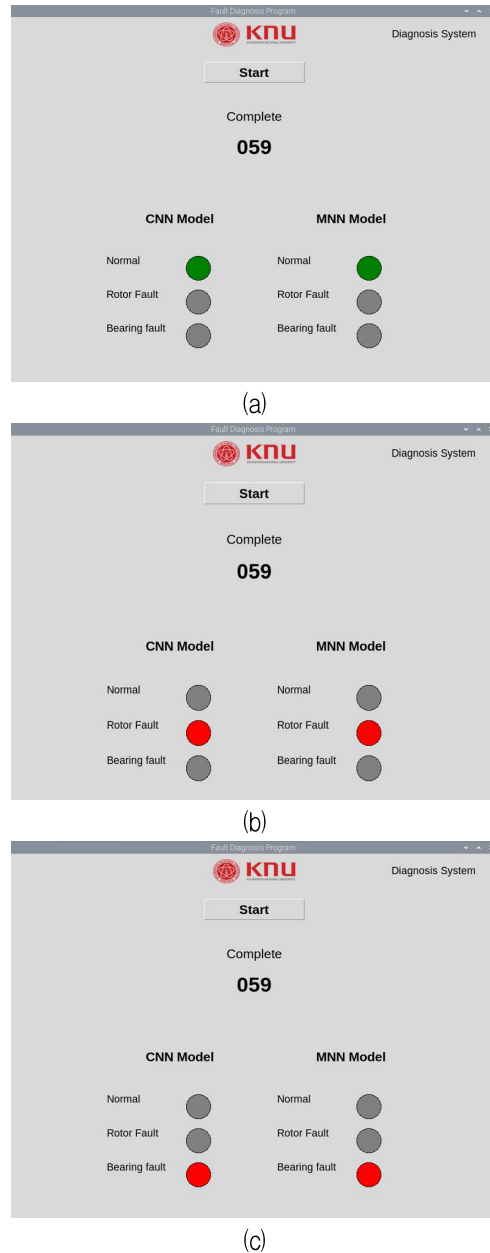 Fault Diagnosis Program
KNU
Diagnosis System
Start
Complete
059
CNN Model MNN Model
Normal Normal
Rotor Fault Rotor Fault
Bearing fault Bearing fault
(a)
Fault Diagnosis Program
KNU
Diagnosis System
Start
Complete
059
CNN Model MNN Model
Normal Normal
Rotor Fault Rotor Fault
Bearing fault Bearing fault
(b)
Fault Diagnosis Program
KNU
Diagnosis System
Start
Complete
059
CNN Model MNN Model
Normal Normal
Rotor Fault Rotor Fault
Bearing fault Bearing fault
(c)